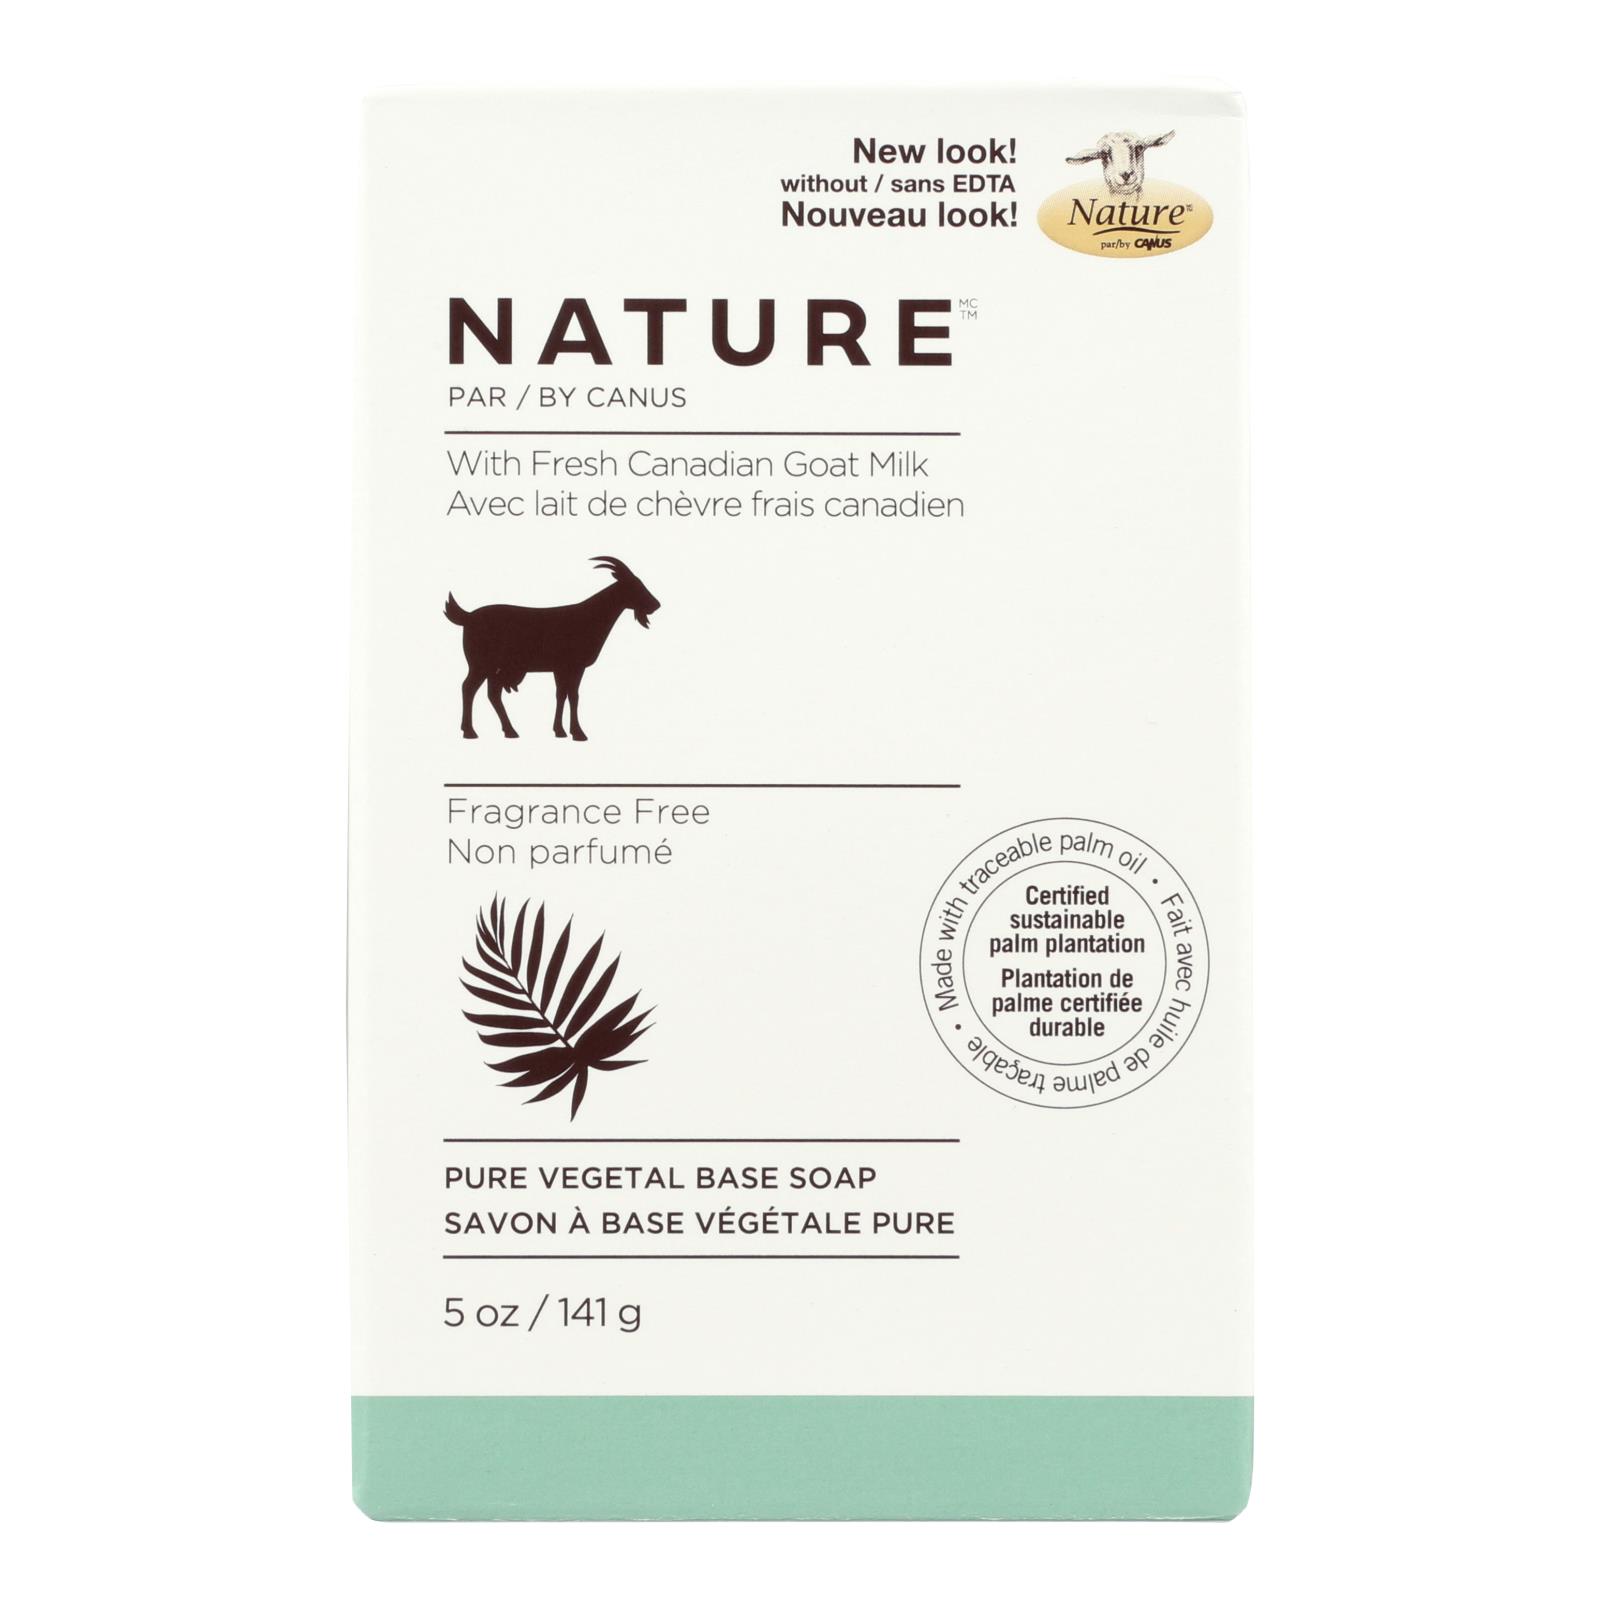 New look!
without / sans EDTA
Nouveau look!
Nature
par/by CANUS
NATURE MC TM
PAR / BY CANUS
With Fresh Canadian Goat Milk
Avec lait de chèvre frais canadien
Fragrance Free
Non parfumé
Made with traceable palm oil •
Fait avec huile de palme traçable •
Certified
sustainable
palm plantation
Plantation de
palme certifiée
durable
PURE VEGETAL BASE SOAP
SAVON À BASE VÉGÉTALE PURE
5 oz / 141 g